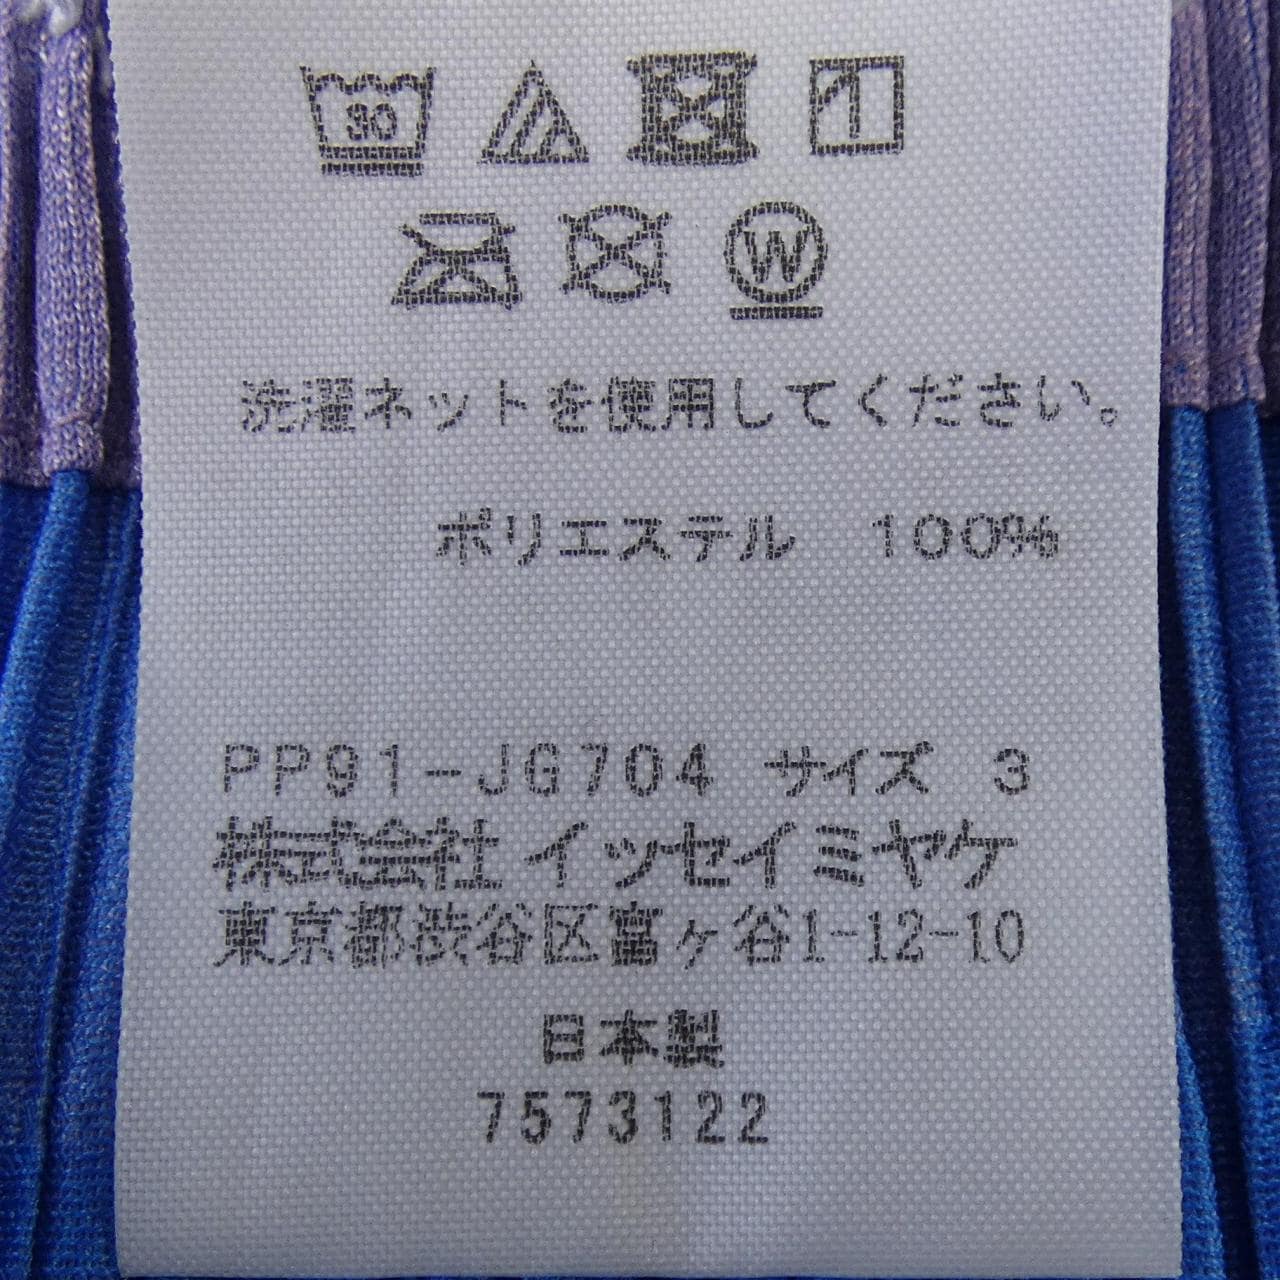 30
W
洗濯ネットを使用してください。
ポリエステル 100%
PP91-JG704 サイズ 3
株式会社 イッセイミヤケ
東京都渋谷区富ヶ谷1-12-10
日本製
7573122